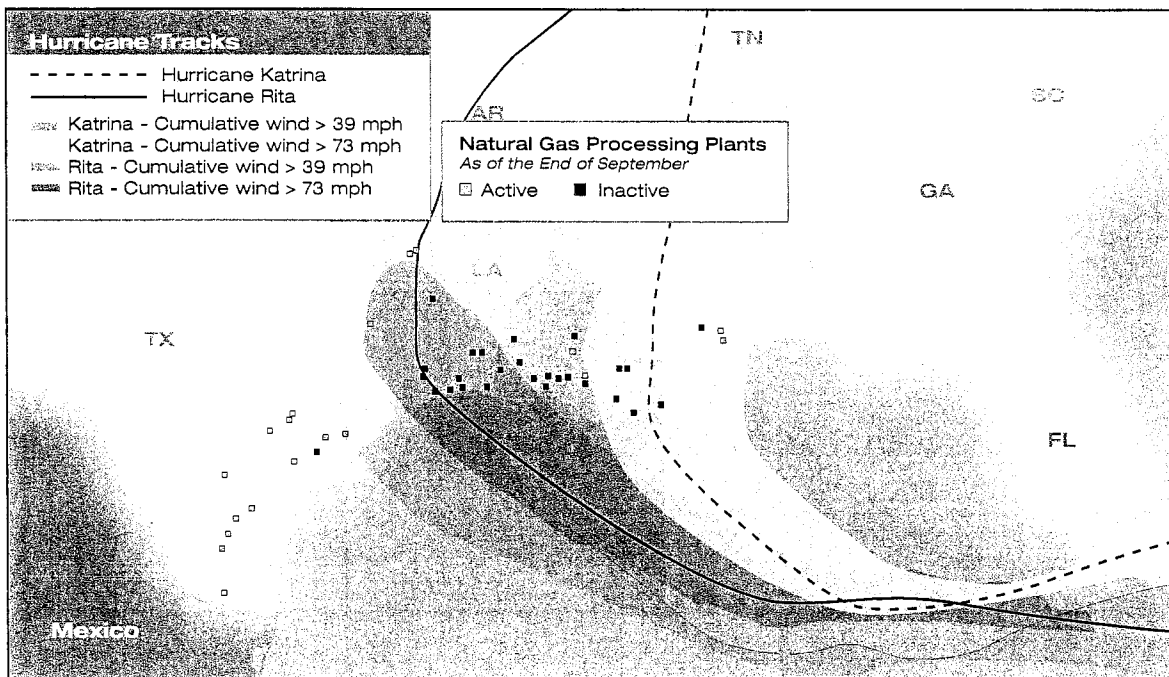 Hurricane Tracks
Hurricane Katrina
Hurricane Rita
Katrina - Cumulative wind > 39 mph
Katrina - Cumulative wind > 73 mph
Rita - Cumulative wind > 39 mph
Rita - Cumulative wind > 73 mph
Natural Gas Processing Plants
As of the End of September
Active Inactive
TN
SC
AR
GA
LA
TX
FL
Mexico